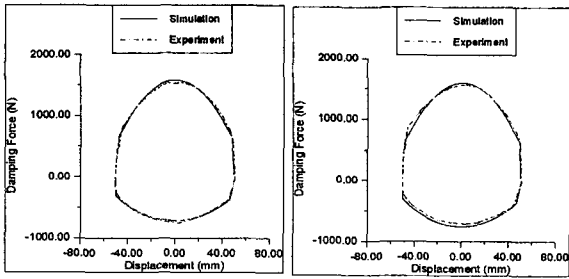 Simulation
Experiment
2000.00
1000.00
0.00
-1000.00
Damping Force (N)
-80.00 -40.00 0.00 40.00 80.00
Displacement (mm)
Simulation
Experiment
2000.00
1000.00
0.00
-1000.00
Damping Force (N)
-80.00 -40.00 0.00 40.00 80.00
Displacement (mm)